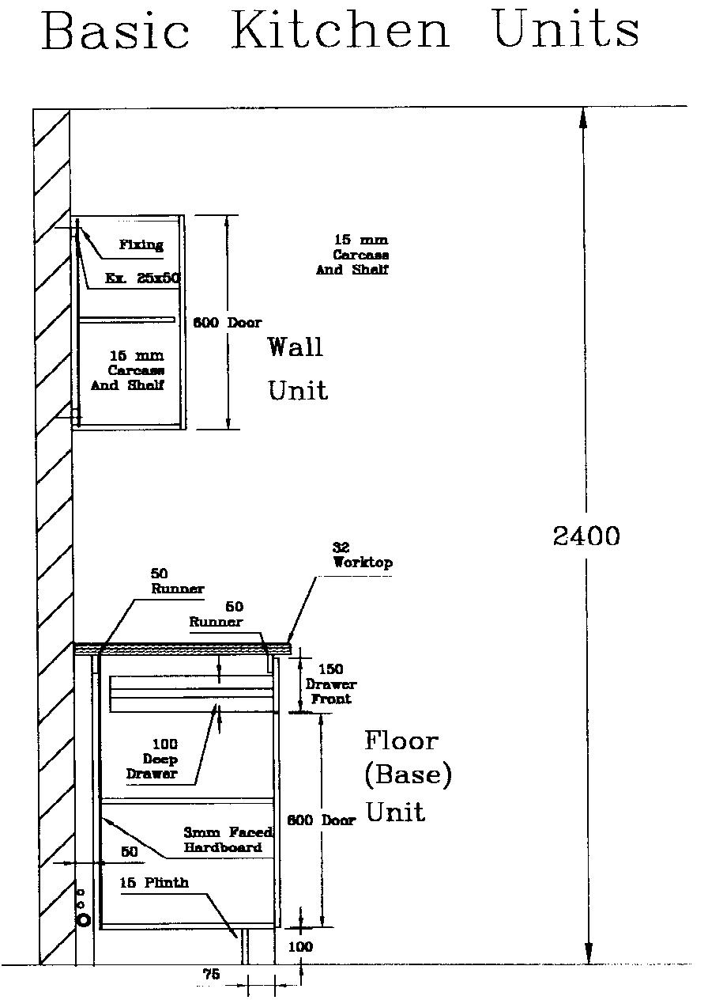 Basic Kitchen Units
Fixing
Ex. 25x50
600 Door
15 mm
Carcass
And Shelf
15 mm
Carcass
And Shelf
Wall
Unit
2400
32
Worktop
50
Runner
50
Runner
150
Drawer
Front
100
Deep
Drawer
Floor
(Base)
Unit
600 Door
3mm Faced
Hardboard
50
15 Plinth
100
75